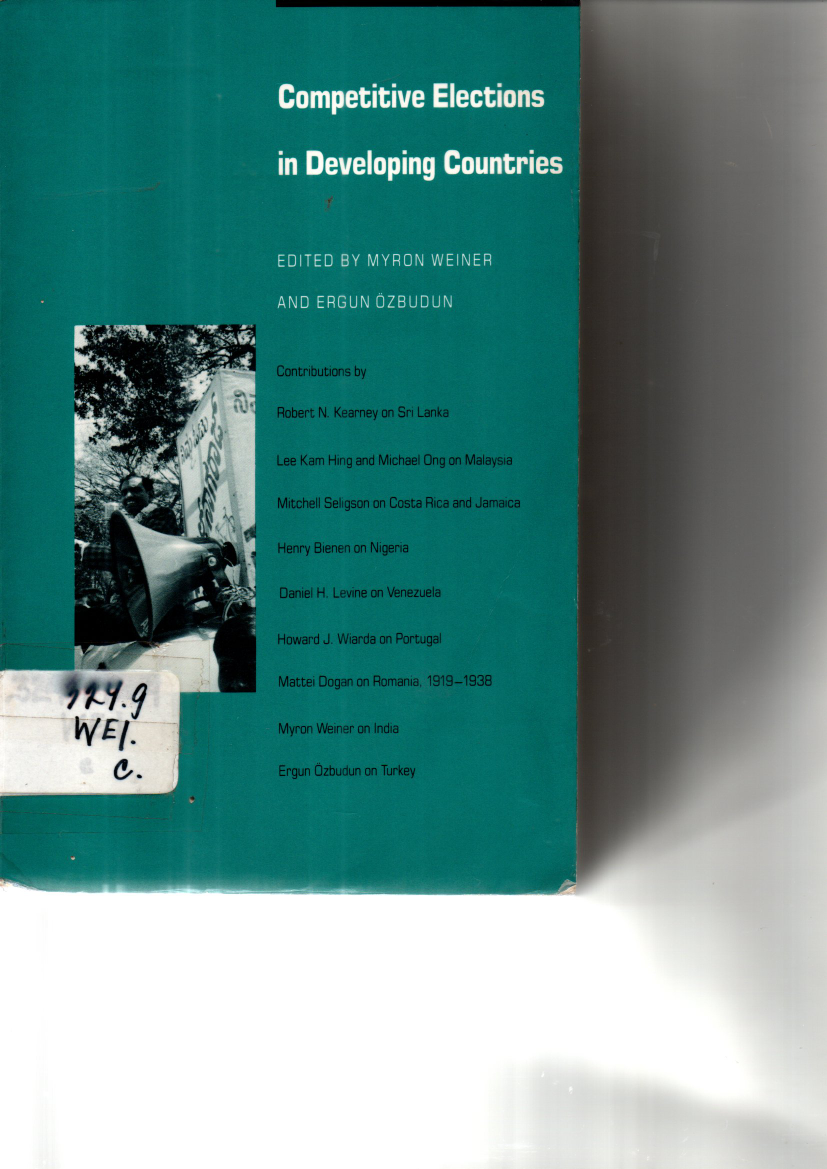 Competitive Elections
in Developing Countries
EDITED BY MYRON WEINER
AND ERGUN ÖZBUDUN
Contributions by
Robert N. Kearney on Sri Lanka
Lee Kam Hing and Michael Ong on Malaysia
Mitchell Seligson on Costa Rica and Jamaica
Henry Bienen on Nigeria
Daniel H. Levine on Venezuela
Howard J. Wiarda on Portugal
Mattei Dogan on Romania, 1919–1938
Myron Weiner on India
Ergun Özbudun on Turkey
324.9
WEI.
C.